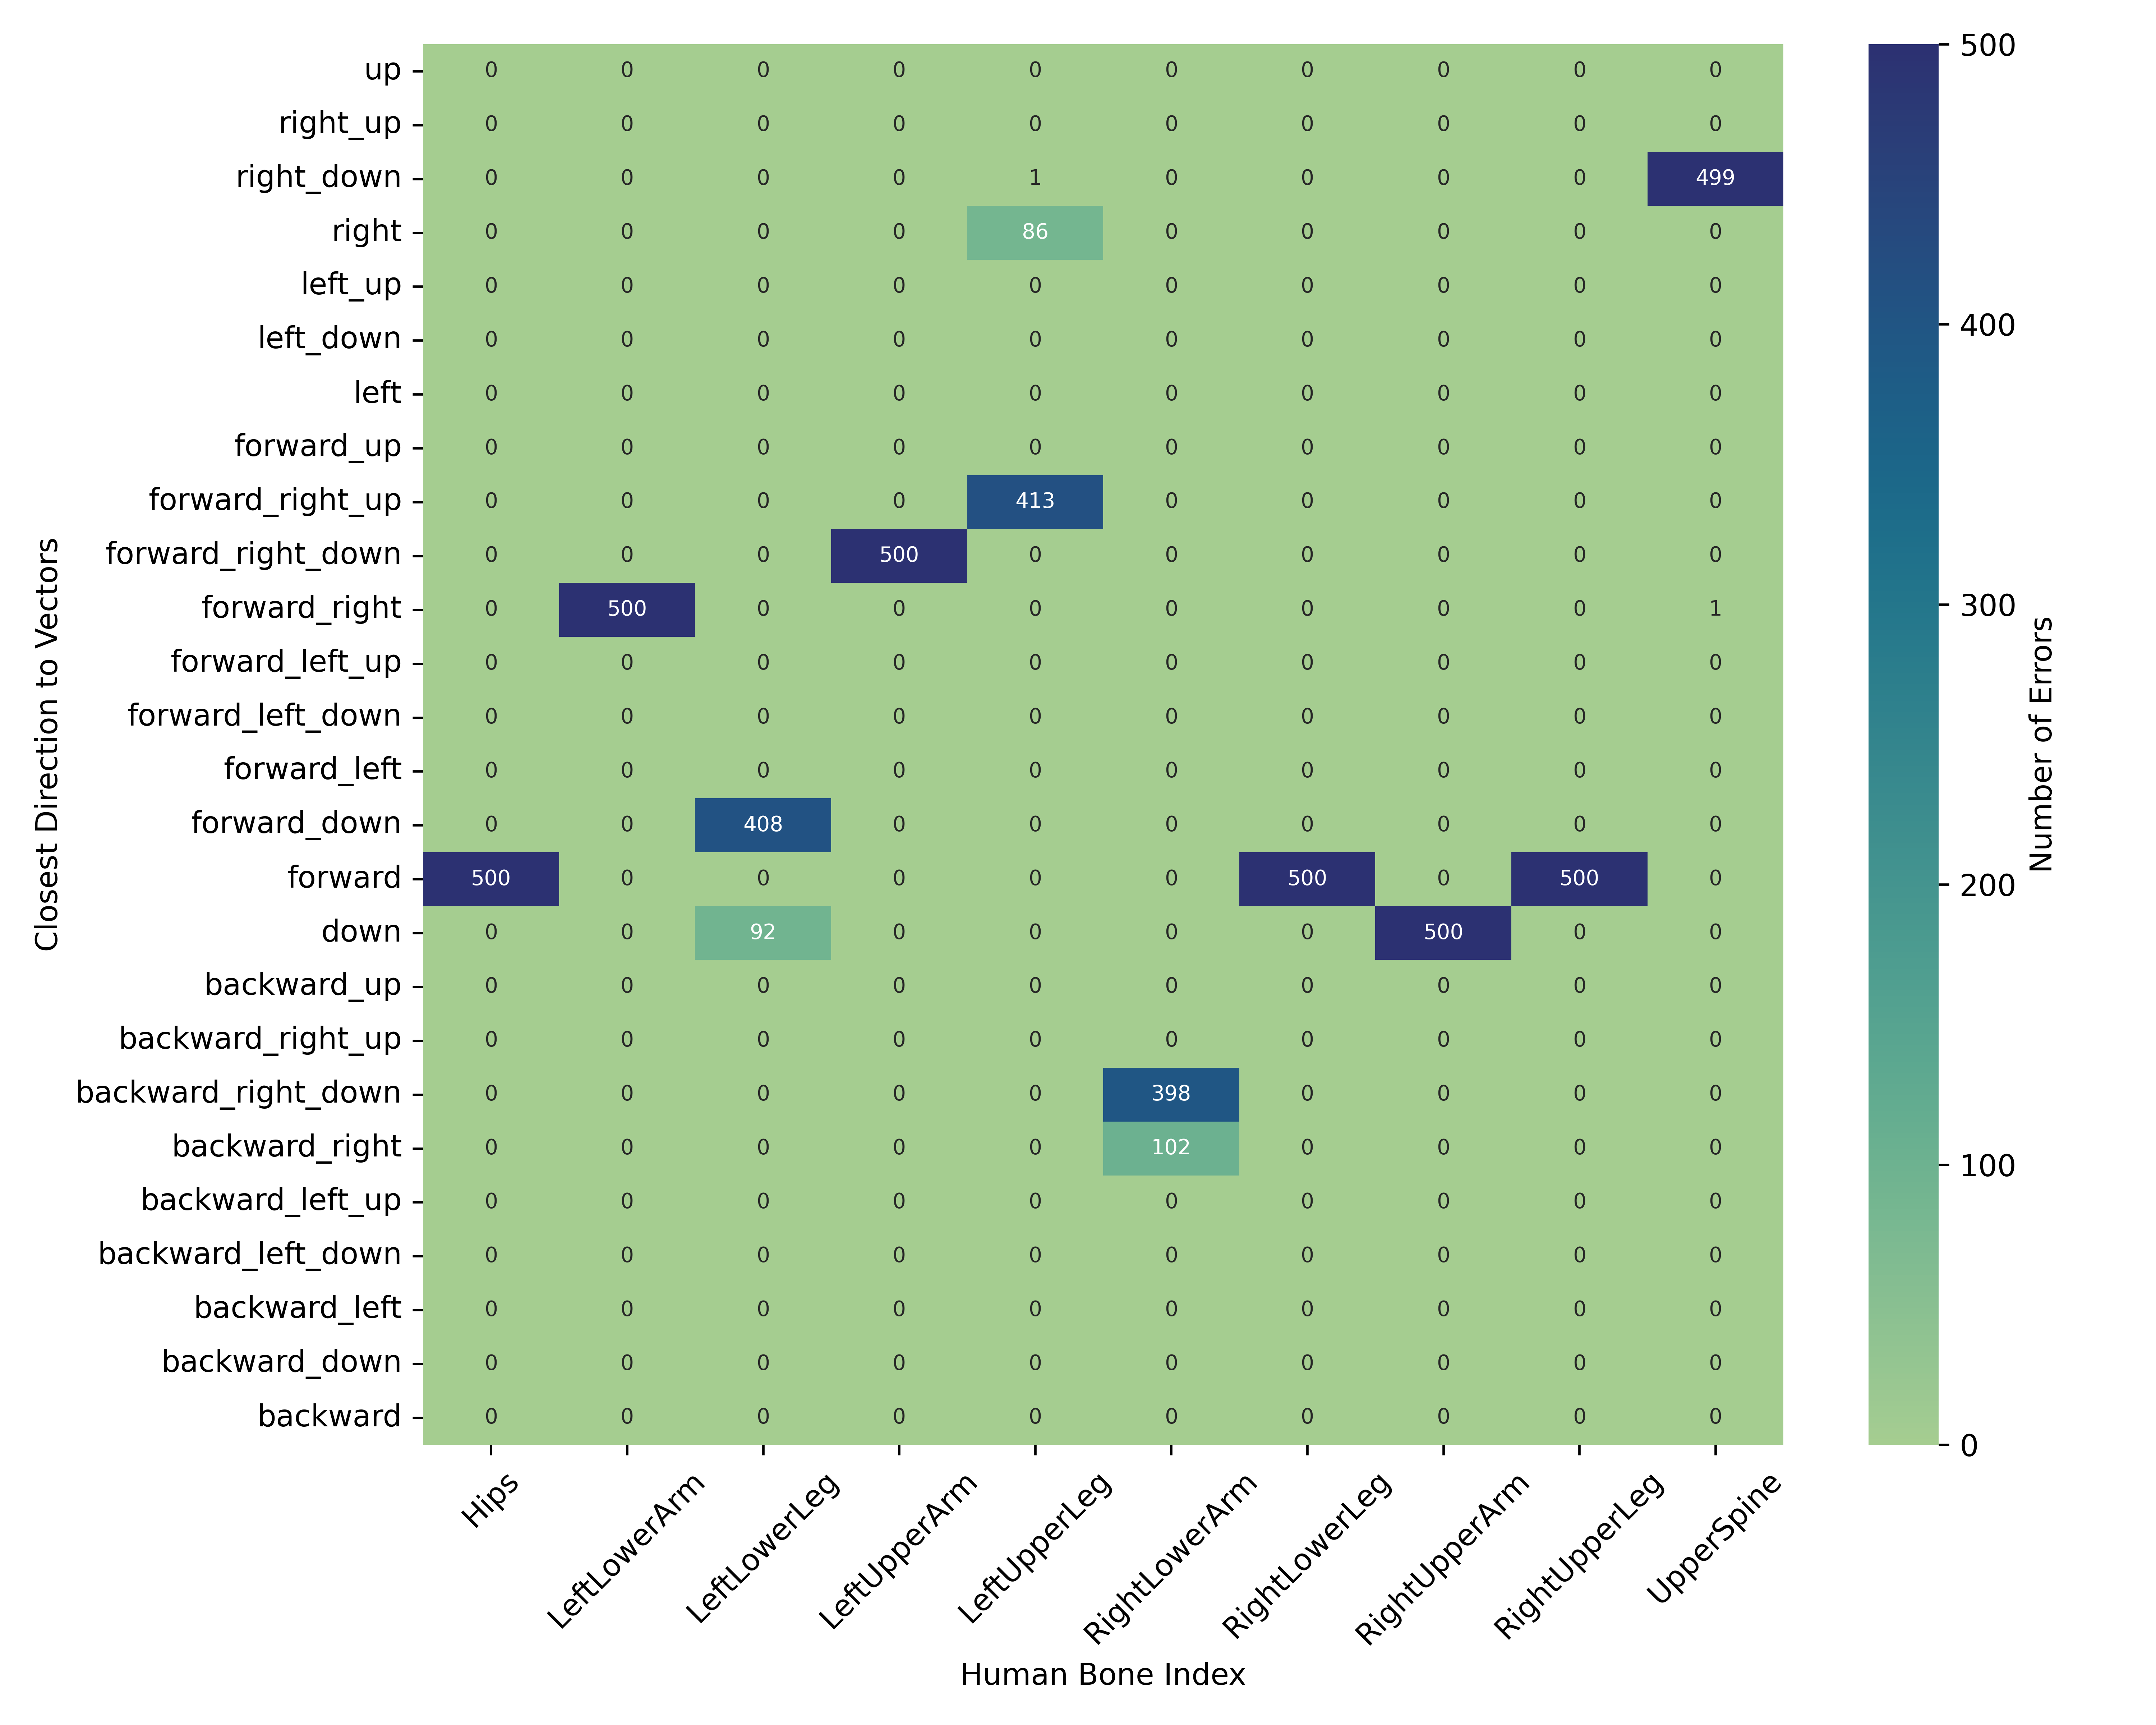 up 0 0 0 0 0 0 0 0 0 0
right_up 0 0 0 0 0 0 0 0 0 0
right_down 0 0 0 0 1 0 0 0 0 499
right 0 0 0 0 86 0 0 0 0 0
left_up 0 0 0 0 0 0 0 0 0 0
left_down 0 0 0 0 0 0 0 0 0 0
left 0 0 0 0 0 0 0 0 0 0
forward_up 0 0 0 0 0 0 0 0 0 0
forward_right_up 0 0 0 0 413 0 0 0 0 0
forward_right_down 0 0 0 500 0 0 0 0 0 0
forward_right 0 500 0 0 0 0 0 0 0 1
forward_left_up 0 0 0 0 0 0 0 0 0 0
forward_left_down 0 0 0 0 0 0 0 0 0 0
forward_left 0 0 0 0 0 0 0 0 0 0
forward_down 0 0 408 0 0 0 0 0 0 0
forward 500 0 0 0 0 0 500 0 500 0
down 0 0 92 0 0 0 0 500 0 0
backward_up 0 0 0 0 0 0 0 0 0 0
backward_right_up 0 0 0 0 0 0 0 0 0 0
backward_right_down 0 0 0 0 0 398 0 0 0 0
backward_right 0 0 0 0 0 102 0 0 0 0
backward_left_up 0 0 0 0 0 0 0 0 0 0
backward_left_down 0 0 0 0 0 0 0 0 0 0
backward_left 0 0 0 0 0 0 0 0 0 0
backward_down 0 0 0 0 0 0 0 0 0 0
backward 0 0 0 0 0 0 0 0 0 0
Closest Direction to Vectors
Hips
LeftLowerArm
LeftLowerLeg
LeftUpperArm
LeftUpperLeg
RightLowerArm
RightLowerLeg
RightUpperArm
RightUpperLeg
UpperSpine
Human Bone Index
500
400
300
200
100
0
Number of Errors